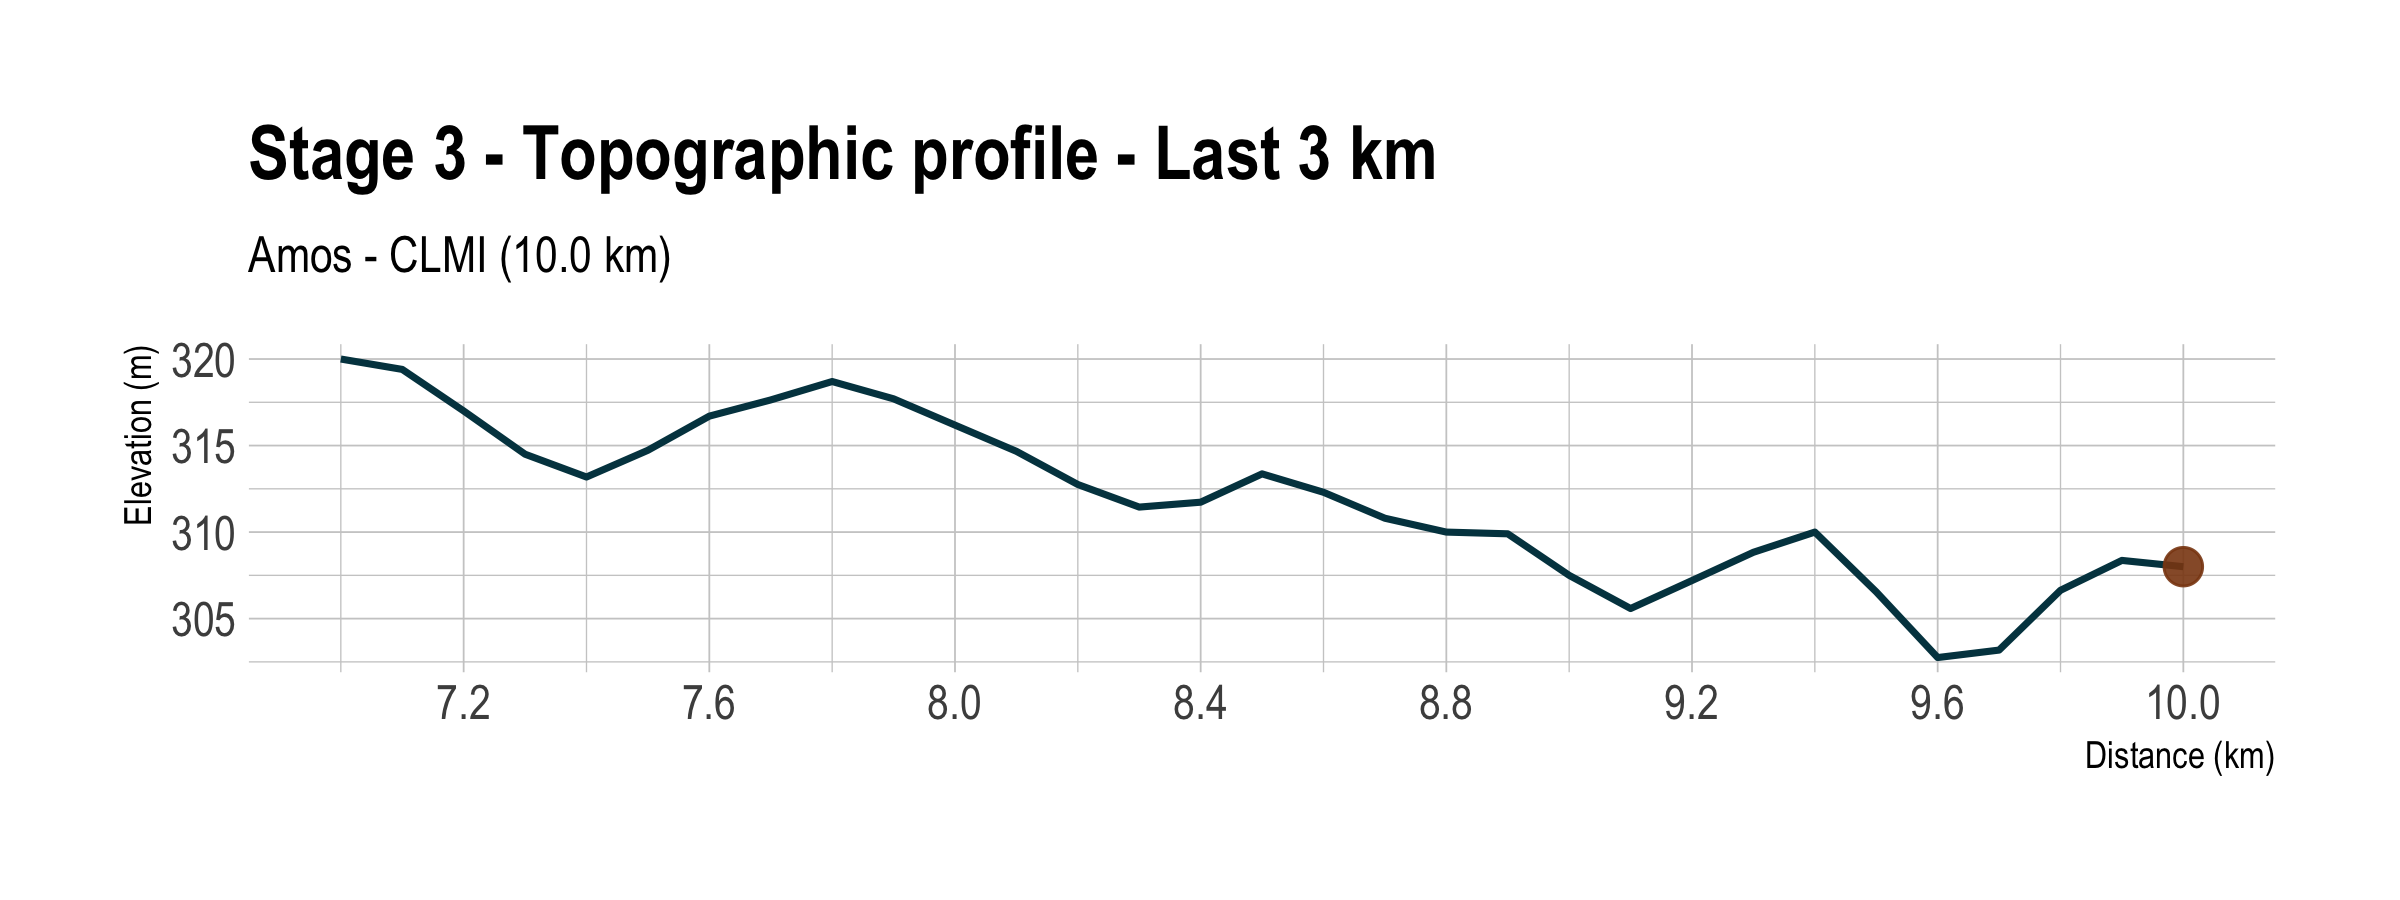 Stage 3 - Topographic profile - Last 3 km
Amos - CLMI (10.0 km)
Elevation (m)
320
315
310
305
7.2 7.6 8.0 8.4 8.8 9.2 9.6 10.0
Distance (km)